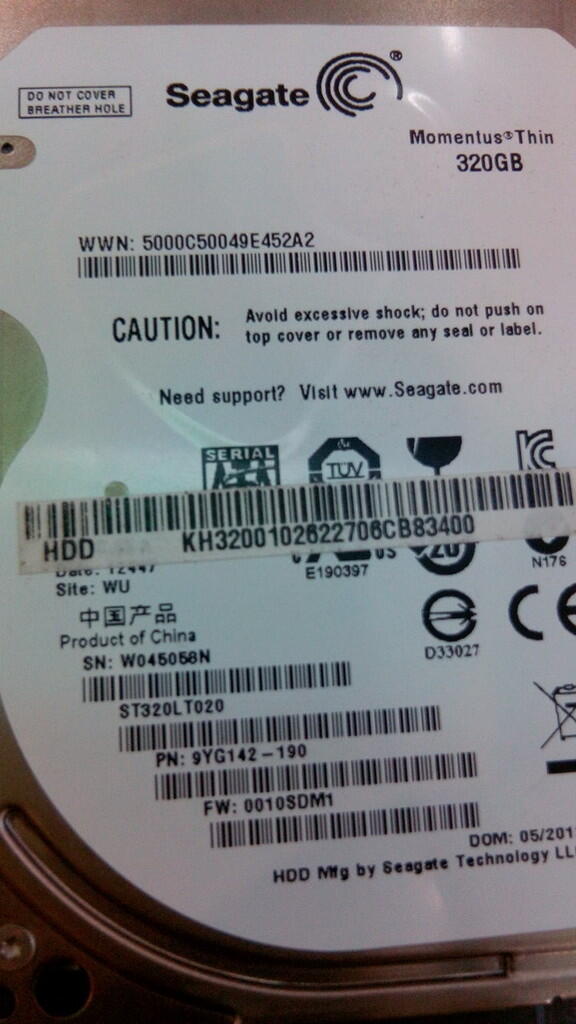 DO NOT COVER
BREATHER HOLE
Seagate®
Momentus®Thin
320GB
WWN: 5000C50049E452A2
CAUTION: Avoid excessive shock; do not push on
top cover or remove any seal or label.
Need support? Visit www.Seagate.com
SERIAL
TUV
HDD KH3200102622706CB83400
US
20
E190397
N176
Site: WU
中国产品
Product of China
D33027
CE
SN: W045058N
ST320LT020
PN: 9YG142-190
FW: 0010SDM1
DOM: 05/201
HDD Mfg by Seagate Technology